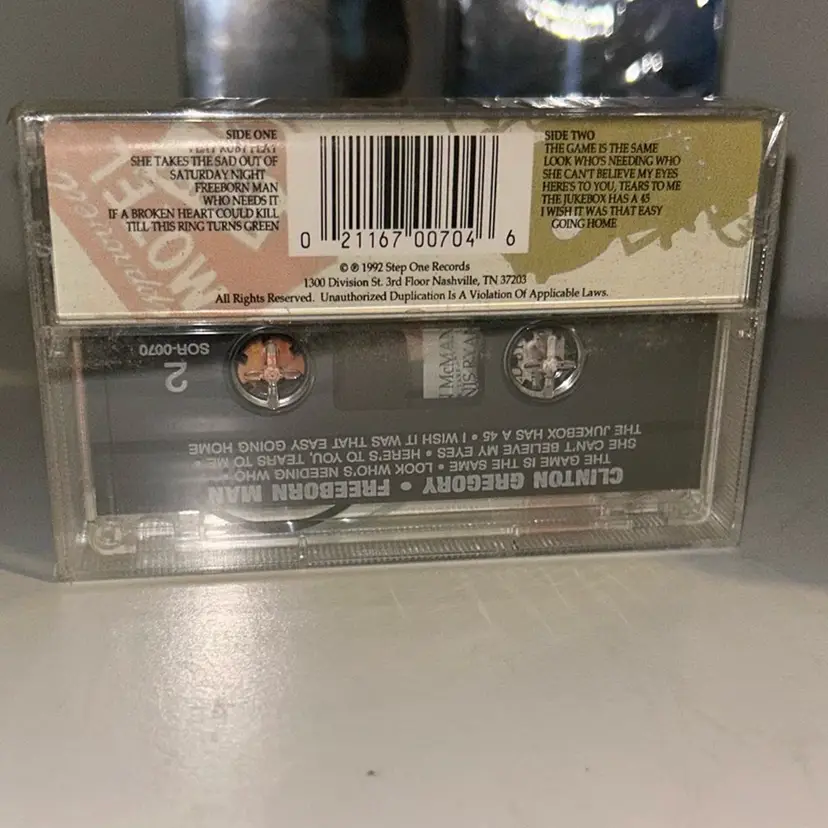 SIDE ONE
PLAY RUBY PLAY
SHE TAKES THE SAD OUT OF
SATURDAY NIGHT
FREEBORN MAN
WHO NEEDS IT
IF A BROKEN HEART COULD KILL
TILL THIS RING TURNS GREEN
MOTEL
0 21167 00704 6
SIDE TWO
THE GAME IS THE SAME
LOOK WHO'S NEEDING WHO
SHE CAN'T BELIEVE MY EYES
HERE'S TO YOU, TEARS TO ME
THE JUKEBOX HAS A 45
I WISH IT WAS THAT EASY
GOING HOME
© ℗ 1992 Step One Records
1300 Division St. 3rd Floor Nashville, TN 37203
All Rights Reserved. Unauthorized Duplication Is A Violation Of Applicable Laws.
CLINTON GREGORY • FREEBORN MAN
THE GAME IS THE SAME • LOOK WHO'S NEEDING WHO •
SHE CAN'T BELIEVE MY EYES • HERE'S TO YOU, TEARS TO ME •
THE JUKEBOX HAS A 45 • I WISH IT WAS THAT EASY GOING HOME
2
SOR-0070